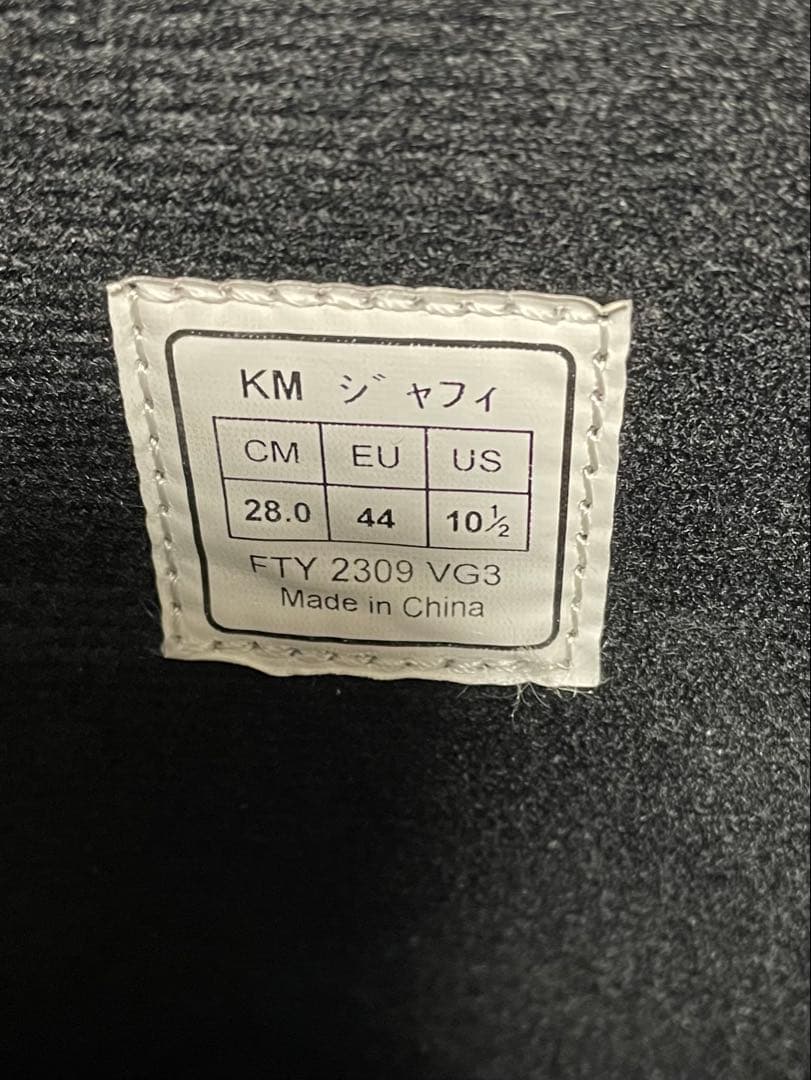 KM ジャフィ
CM EU US
28.0 44 10½
FTY 2309 VG3
Made in China